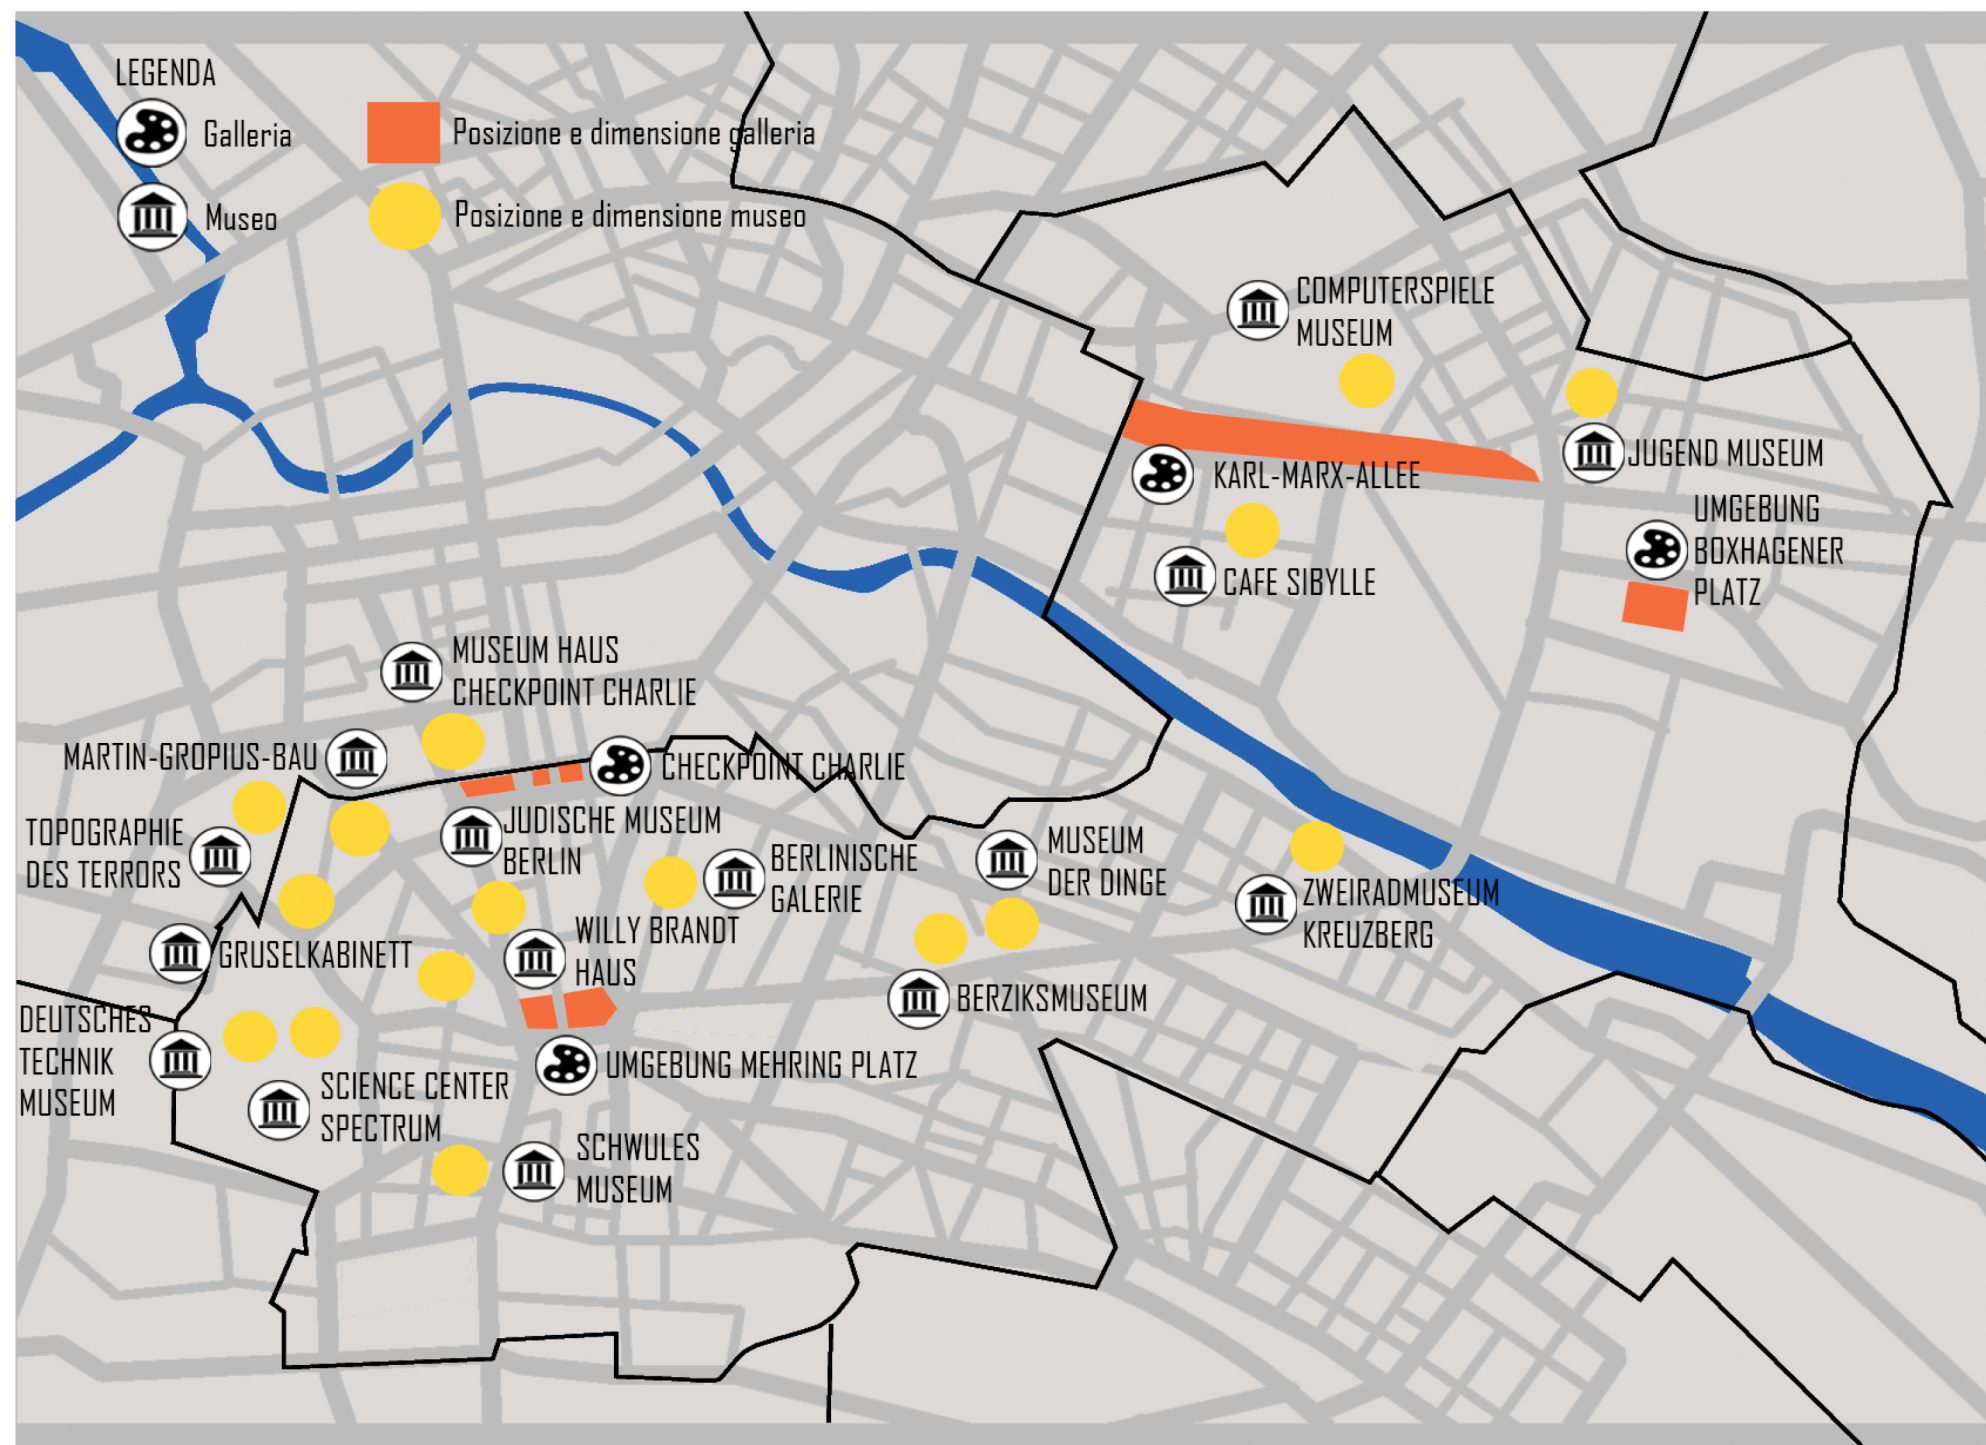 LEGENDA
Galleria
Posizione e dimensione galleria
Museo
Posizione e dimensione museo
COMPUTERSPIELE
MUSEUM
JUGEND MUSEUM
KARL-MARX-ALLEE
UMGEBUNG
BOXHAGENER
PLATZ
CAFE SIBYLLE
MUSEUM HAUS
CHECKPOINT CHARLIE
MARTIN-GROPIUS-BAU
CHECKPOINT CHARLIE
TOPOGRAPHIE
DES TERRORS
JUDISCHE MUSEUM
BERLIN
BERLINISCHE
GALERIE
MUSEUM
DER DINGE
ZWEIRADMUSEUM
KREUZBERG
WILLY BRANDT
HAUS
GRUSELKABINETT
BERZIKSMUSEUM
DEUTSCHES
TECHNIK
MUSEUM
SCIENCE CENTER
SPECTRUM
UMGEBUNG MEHRING PLATZ
SCHWULES
MUSEUM